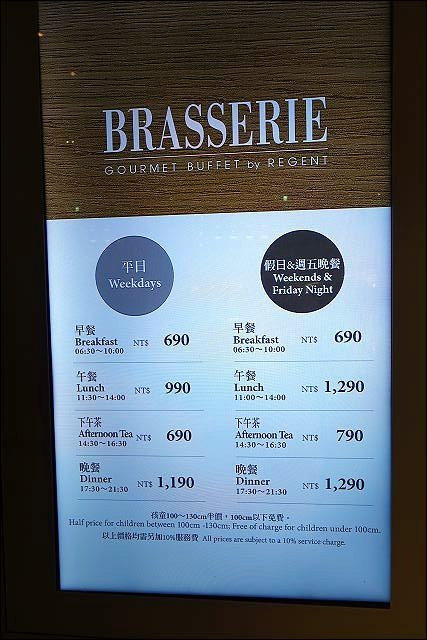 BRASSERIE
GOURMET BUFFET by REGENT
平日
Weekdays
早餐
Breakfast NT$ 690
06:30～10:00
午餐
Lunch NT$ 990
11:30～14:00
下午茶
Afternoon Tea NT$ 690
14:30～16:30
晚餐
Dinner NT$ 1,190
17:30～21:30
假日&週五晚餐
Weekends &
Friday Night
早餐
Breakfast NT$ 690
06:30～10:00
午餐
Lunch NT$ 1,290
11:00～14:00
下午茶
Afternoon Tea NT$ 790
14:30～16:30
晚餐
Dinner NT$ 1,290
17:30～21:30
孩童100～130cm半價，100cm以下免費。
Half price for children between 100cm -130cm; Free of charge for children under 100cm.
以上價格均需另加10%服務費 All prices are subject to a 10% service charge.